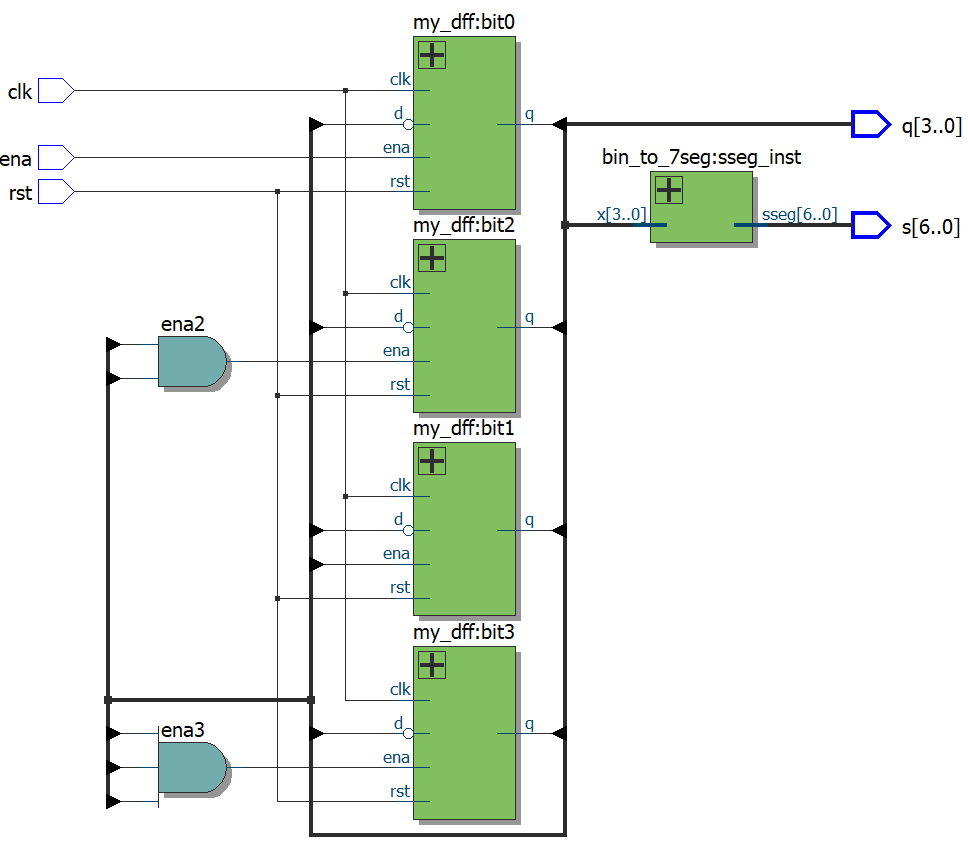 my_dff:bit0
clk
clk
d
q
q[3..0]
ena
ena
bin_to_7seg:sseg_inst
rst
rst
x[3..0]
sseg[6..0]
s[6..0]
my_dff:bit2
clk
ena2
d
q
ena
rst
my_dff:bit1
clk
d
q
ena
rst
my_dff:bit3
clk
ena3
d
q
ena
rst